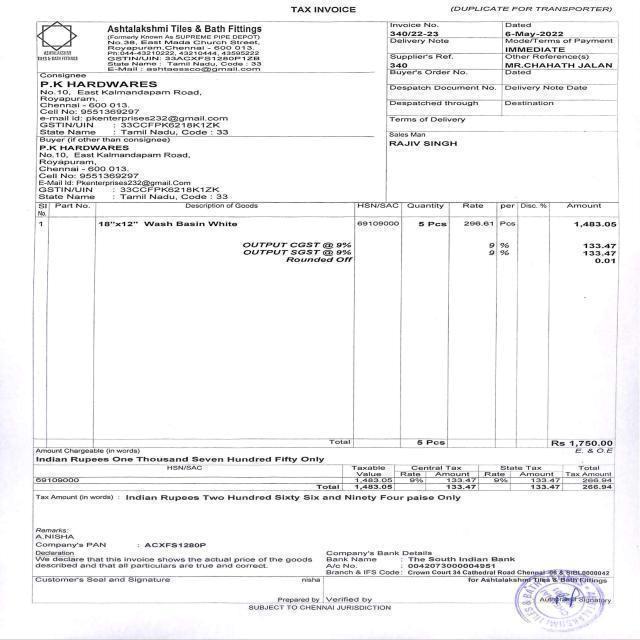 TAX INVOICE
(DUPLICATE FOR TRANSPORTER)
ASHTALAKSHMI
TILES & BATH FITTINGS
Ashtalakshmi Tiles & Bath Fittings
(Formerly Known As SUPREME PIPE DEPOT)
No.38, East Mada Church Street,
Royapuram,Chennai - 600 013.
Ph:044-43210222, 43210444, 43595222
GSTIN/UIN: 33ACXFS1280P1ZB
State Name : Tamil Nadu, Code : 33
E-Mail : ashtaessco@gmail.com
Invoice No.
340/22-23
Dated
6-May-2022
Delivery Note
Mode/Terms of Payment
IMMEDIATE
Supplier's Ref.
340
Other Reference(s)
MR.CHAHATH JALAN
Buyer's Order No.
Dated
Despatch Document No.
Delivery Note Date
Despatched through
Destination
Terms of Delivery
Sales Man
RAJIV SINGH
Consignee
P.K HARDWARES
No.10, East Kalmandapam Road,
Royapuram,
Chennai - 600 013.
Cell No: 9551369297
e-mail id: pkenterprises232@gmail.com
GSTIN/UIN : 33CCFPK6218K1ZK
State Name : Tamil Nadu, Code : 33
Buyer (if other than consignee)
P.K HARDWARES
No.10, East Kalmandapam Road,
Royapuram,
Chennai - 600 013.
Cell No: 9551369297
E-Mail Id: Pkenterprises232@gmail.Com
GSTIN/UIN : 33CCFPK6218K1ZK
State Name : Tamil Nadu, Code : 33
Sl No. Part No. Description of Goods HSN/SAC Quantity Rate per Disc. % Amount
1 18"x12" Wash Basin White 69109000 5 Pcs 296.61 Pcs 1,483.05
OUTPUT CGST @ 9% 9 % 133.47
OUTPUT SGST @ 9% 9 % 133.47
Rounded Off 0.01
Total 5 Pcs Rs 1,750.00
Amount Chargeable (in words) E. & O.E
Indian Rupees One Thousand Seven Hundred Fifty Only
HSN/SAC Taxable Value Central Tax Rate Amount State Tax Rate Amount Total Tax Amount
69109000 1,483.05 9% 133.47 9% 133.47 266.94
Total 1,483.05 133.47 133.47 266.94
Tax Amount (in words) : Indian Rupees Two Hundred Sixty Six and Ninety Four paise Only
Remarks:
A.NISHA
Company's PAN : ACXFS1280P
Declaration
We declare that this invoice shows the actual price of the goods
described and that all particulars are true and correct.
Company's Bank Details
Bank Name : The South Indian Bank
A/c No. : 0042073000004951
Branch & IFS Code : Crown Court 34 Cathedral Road Chennai -86 & SIBL0000042
Customer's Seal and Signature
nisha
for Ashtalakshmi Tiles & Bath Fittings
Prepared by Verified by Authorised Signatory
SUBJECT TO CHENNAI JURISDICTION